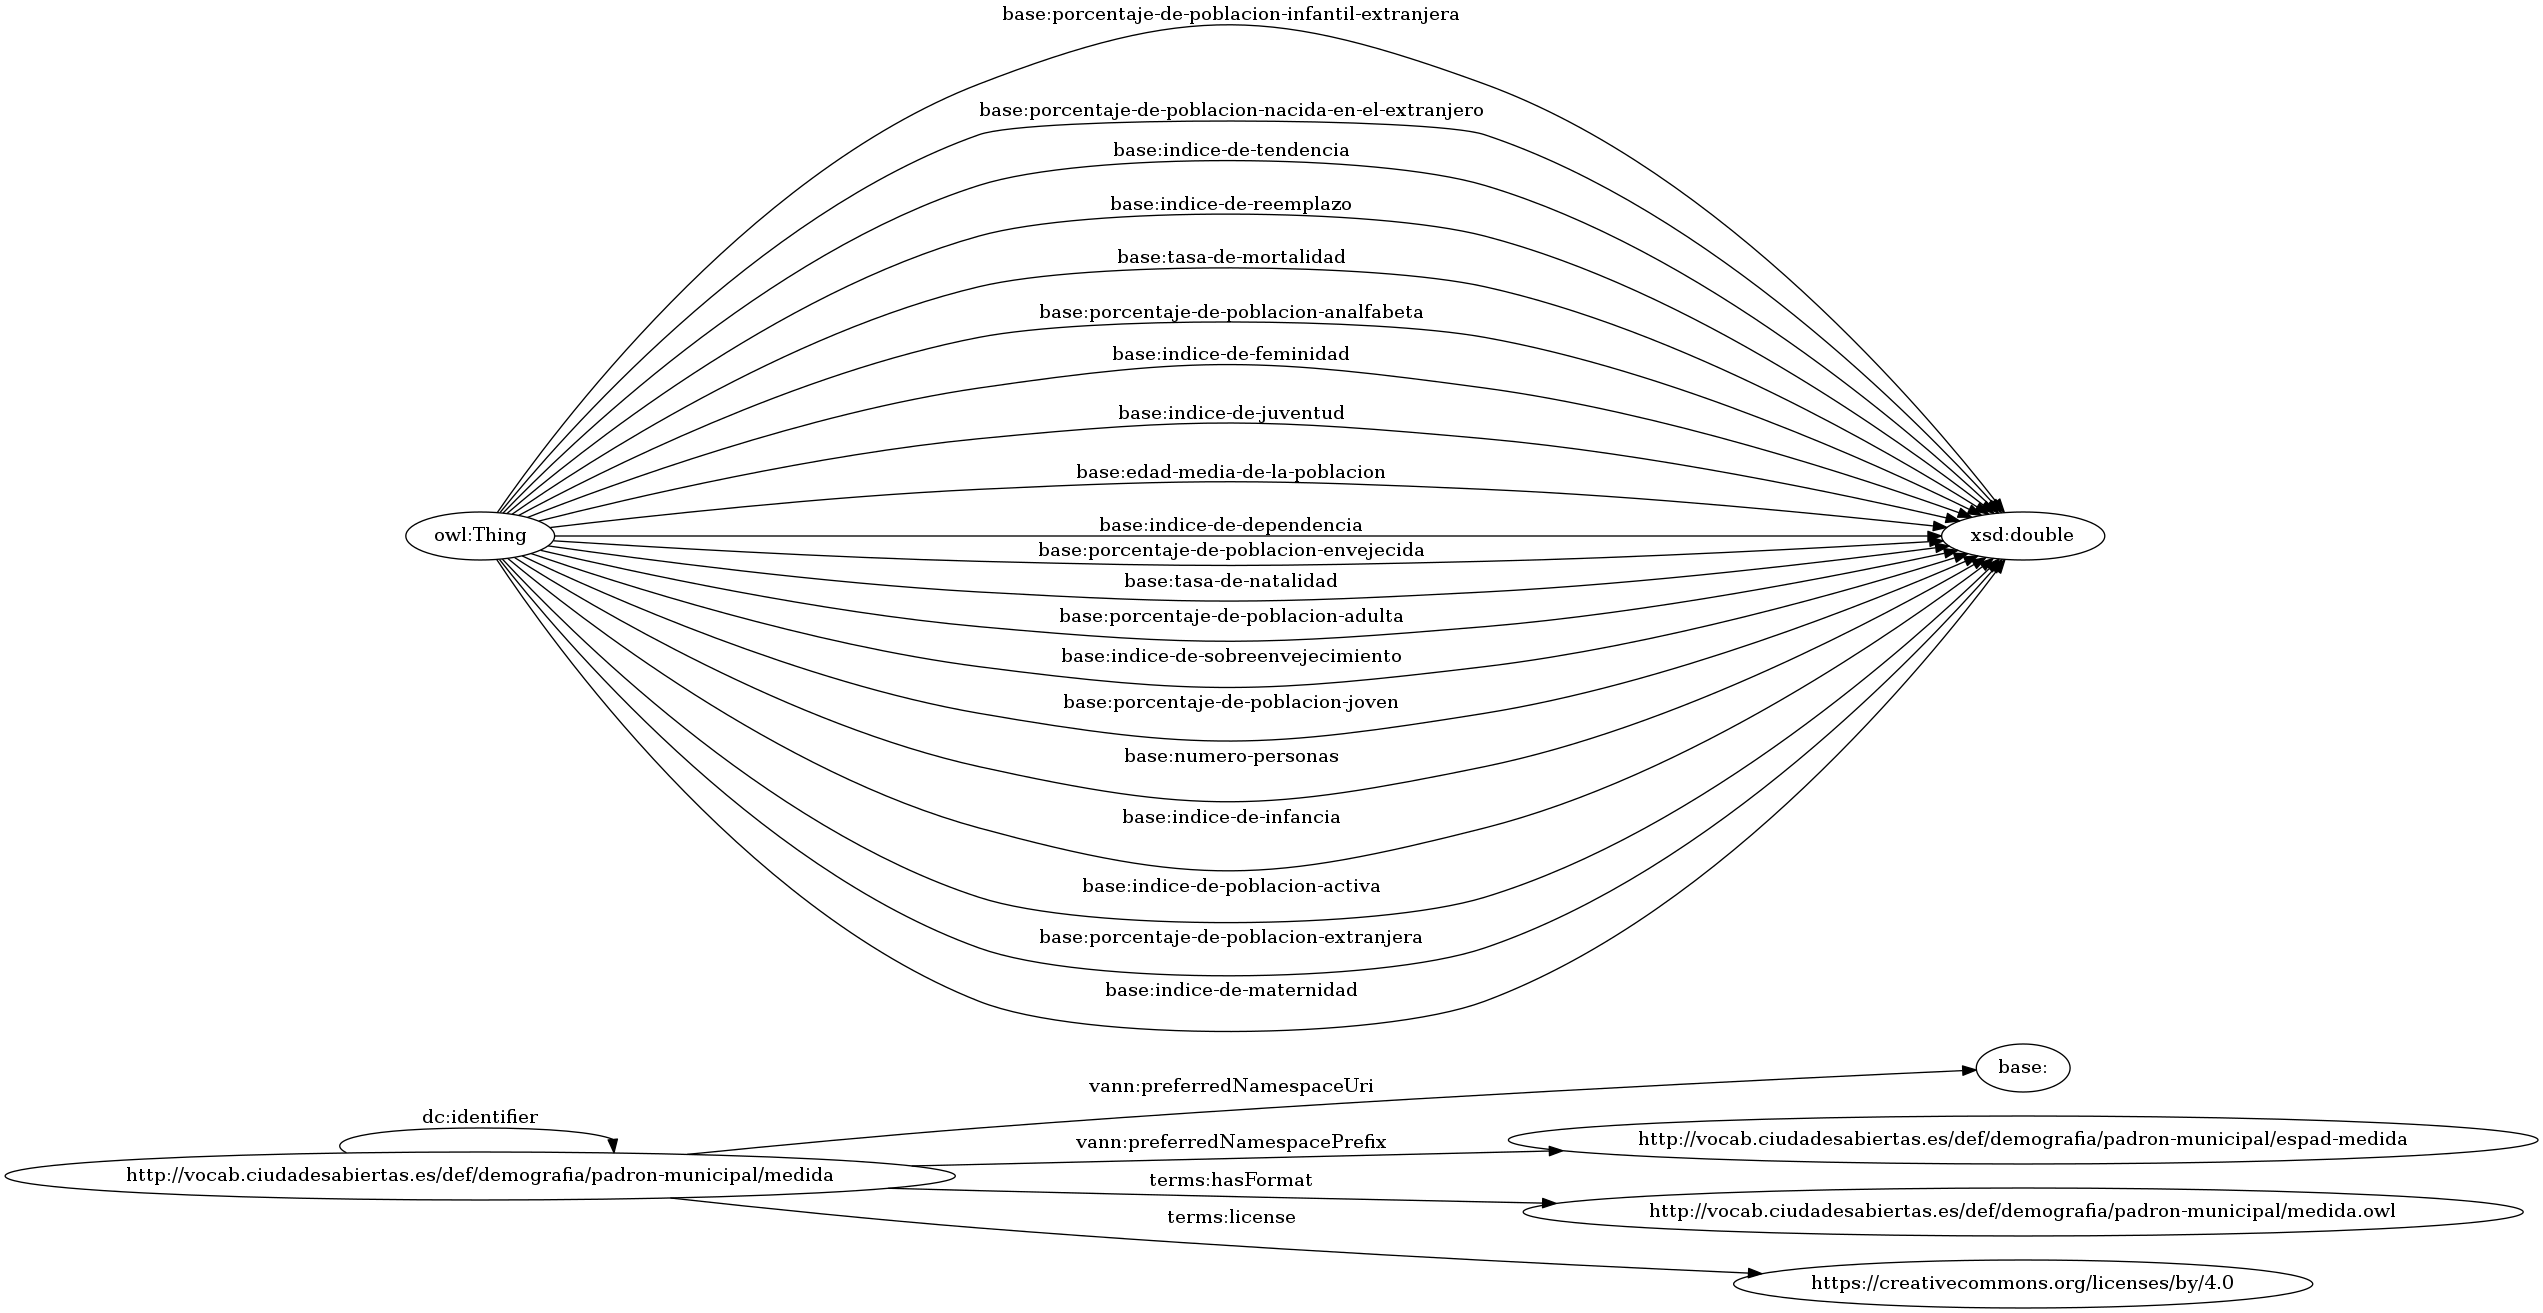 base:porcentaje-de-poblacion-infantil-extranjera
base:porcentaje-de-poblacion-nacida-en-el-extranjero
base:indice-de-tendencia
base:indice-de-reemplazo
base:tasa-de-mortalidad
base:porcentaje-de-poblacion-analfabeta
base:indice-de-feminidad
base:indice-de-juventud
base:edad-media-de-la-poblacion
base:indice-de-dependencia
owl:Thing
xsd:double
base:porcentaje-de-poblacion-envejecida
base:tasa-de-natalidad
base:porcentaje-de-poblacion-adulta
base:indice-de-sobreenvejecimiento
base:porcentaje-de-poblacion-joven
base:numero-personas
base:indice-de-infancia
base:indice-de-poblacion-activa
base:porcentaje-de-poblacion-extranjera
base:indice-de-maternidad
base:
vann:preferredNamespaceUri
dc:identifier
vann:preferredNamespacePrefix
http://vocab.ciudadesabiertas.es/def/demografia/padron-municipal/espad-medida
http://vocab.ciudadesabiertas.es/def/demografia/padron-municipal/medida
terms:hasFormat
http://vocab.ciudadesabiertas.es/def/demografia/padron-municipal/medida.owl
terms:license
https://creativecommons.org/licenses/by/4.0